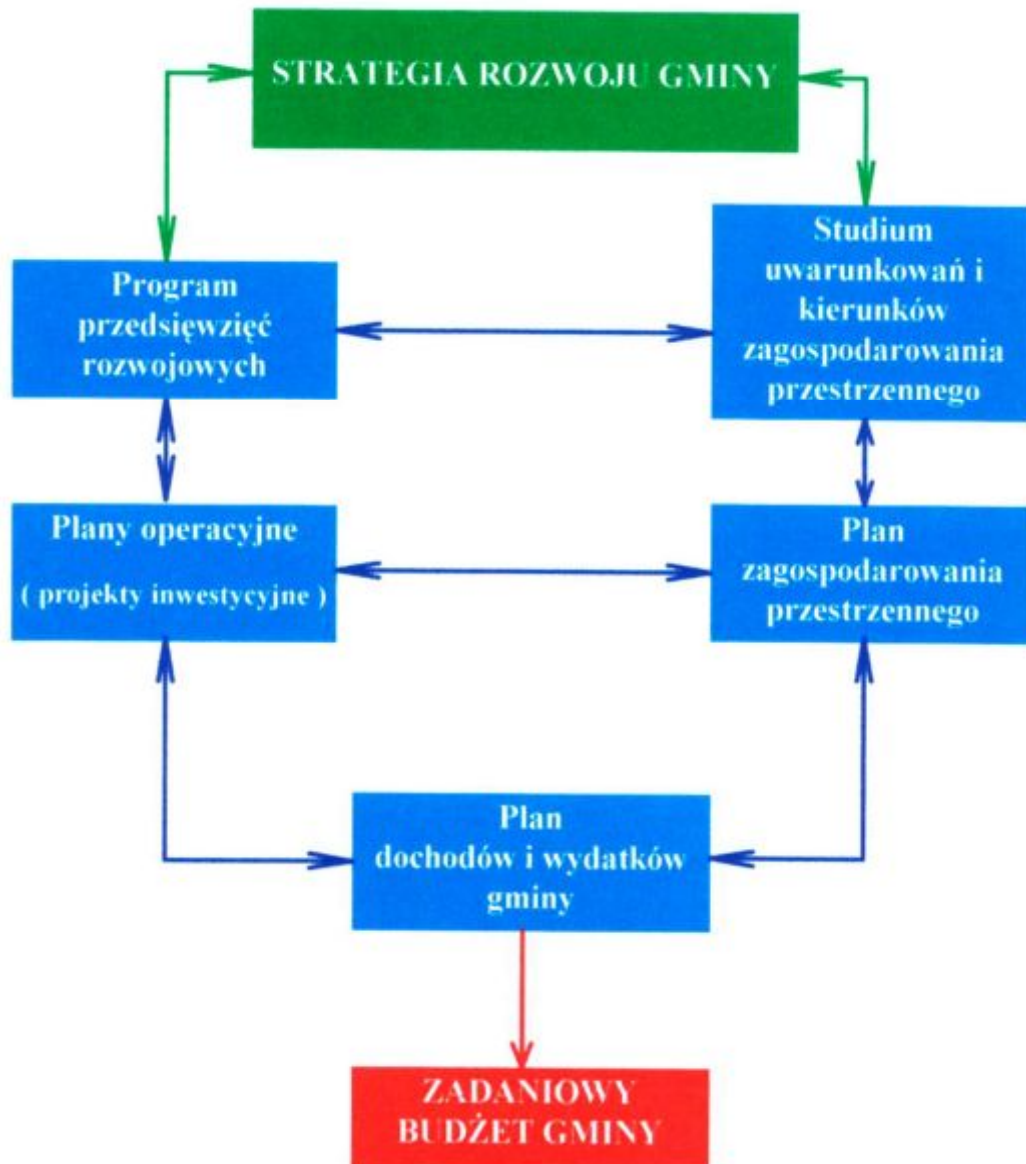 STRATEGIA ROZWOJU GMINY
Program
przedsięwzięć
rozwojowych
Studium
uwarunkowań i
kierunków
zagospodarowania
przestrzennego
Plany operacyjne
( projekty inwestycyjne )
Plan
zagospodarowania
przestrzennego
Plan
dochodów i wydatków
gminy
ZADANIOWY
BUDŻET GMINY